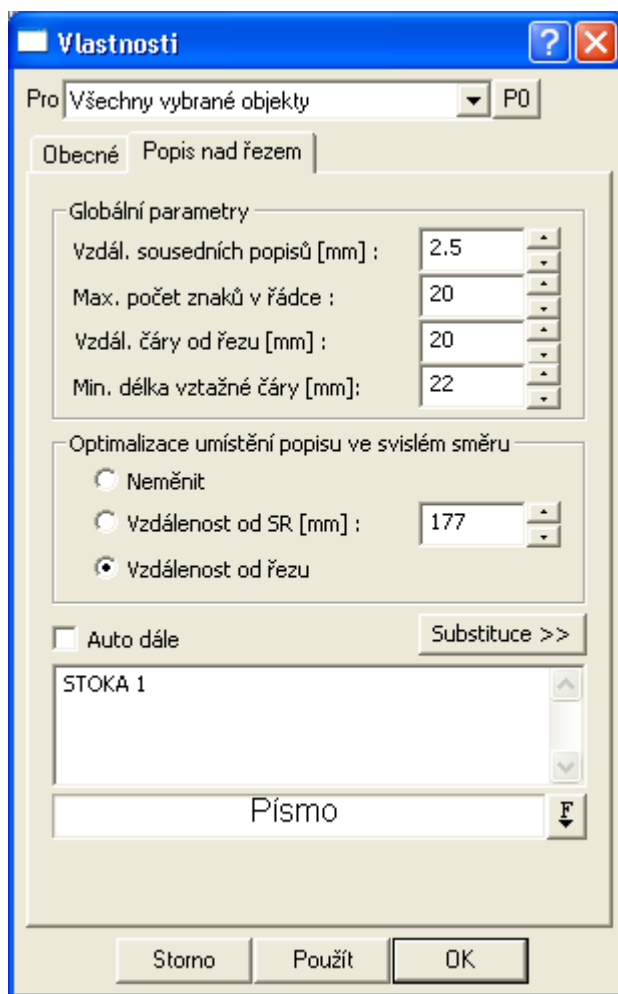 Vlastnosti
Pro Všechny vybrané objekty P0
Obecné Popis nad řezem
Globální parametry
Vzdál. sousedních popisů [mm] : 2.5
Max. počet znaků v řádce : 20
Vzdál. čáry od řezu [mm] : 20
Min. délka vztažné čáry [mm]: 22
Optimalizace umístění popisu ve svislém směru
Neměnit
Vzdálenost od SR [mm] : 177
Vzdálenost od řezu
Auto dále Substituce >>
STOKA 1
Písmo F
Storno Použít OK